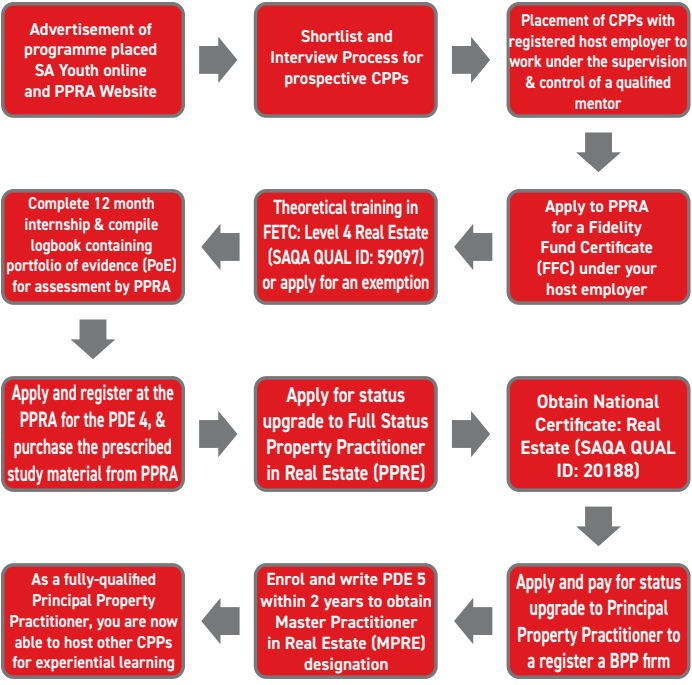 Advertisement of
programme placed
SA Youth online
and PPRA Website
Shortlist and
Interview Process for
prospective CPPs
Placement of CPPs with
registered host employer to
work under the supervision
& control of a qualified
mentor
Apply to PPRA
for a Fidelity
Fund Certificate
(FFC) under your
host employer
Theoretical training in
FETC: Level 4 Real Estate
(SAQA QUAL ID: 59097)
or apply for an exemption
Complete 12 month
internship & compile
logbook containing
portfolio of evidence (PoE)
for assessment by PPRA
Apply and register at the
PPRA for the PDE 4, &
purchase the prescribed
study material from PPRA
Apply for status
upgrade to Full Status
Property Practitioner
in Real Estate (PPRE)
Obtain National
Certificate: Real
Estate (SAQA QUAL
ID: 20188)
Apply and pay for status
upgrade to Principal
Property Practitioner to
a register a BPP firm
Enrol and write PDE 5
within 2 years to obtain
Master Practitioner
in Real Estate (MPRE)
designation
As a fully-qualified
Principal Property
Practitioner, you are now
able to host other CPPs
for experiential learning